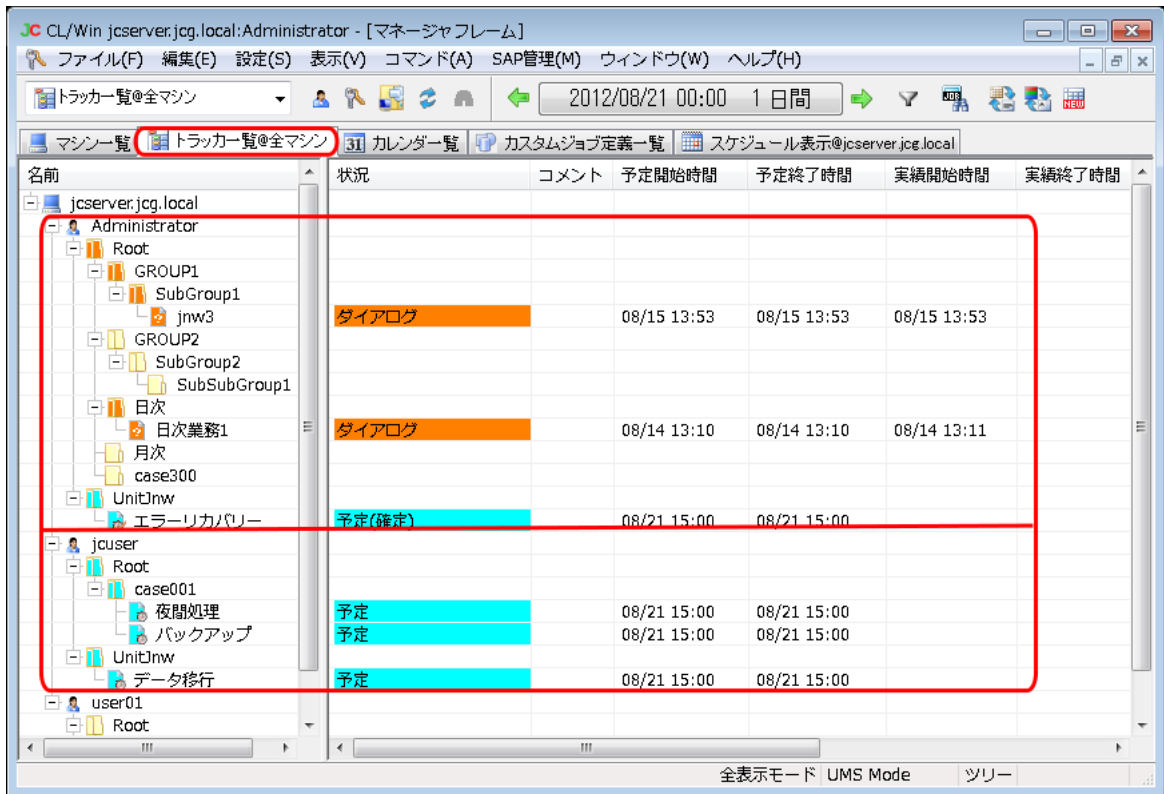 JC CL/Win jcserver.jcg.local:Administrator - [マネージャフレーム]
ファイル(F) 編集(E) 設定(S) 表示(V) コマンド(A) SAP管理(M) ウィンドウ(W) ヘルプ(H)
トラッカ一覧@全マシン 2012/08/21 00:00 1 日間 JOB NEW
マシン一覧 トラッカ一覧@全マシン 31 カレンダー一覧 カスタムジョブ定義一覧 スケジュール表示@jcserver.jcg.local
名前 状況 コメント 予定開始時間 予定終了時間 実績開始時間 実績終了時間
jcserver.jcg.local
Administrator
Root
GROUP1
SubGroup1
jnw3 ダイアログ 08/15 13:53 08/15 13:53 08/15 13:53
GROUP2
SubGroup2
SubSubGroup1
日次
日次業務1 ダイアログ 08/14 13:10 08/14 13:10 08/14 13:11
月次
case300
UnitJnw
エラーリカバリー 予定(確定) 08/21 15:00 08/21 15:00
jcuser
Root
case001
夜間処理 予定 08/21 15:00 08/21 15:00
バックアップ 予定 08/21 15:00 08/21 15:00
UnitJnw
データ移行 予定 08/21 15:00 08/21 15:00
user01
Root
全表示モード UMS Mode ツリー